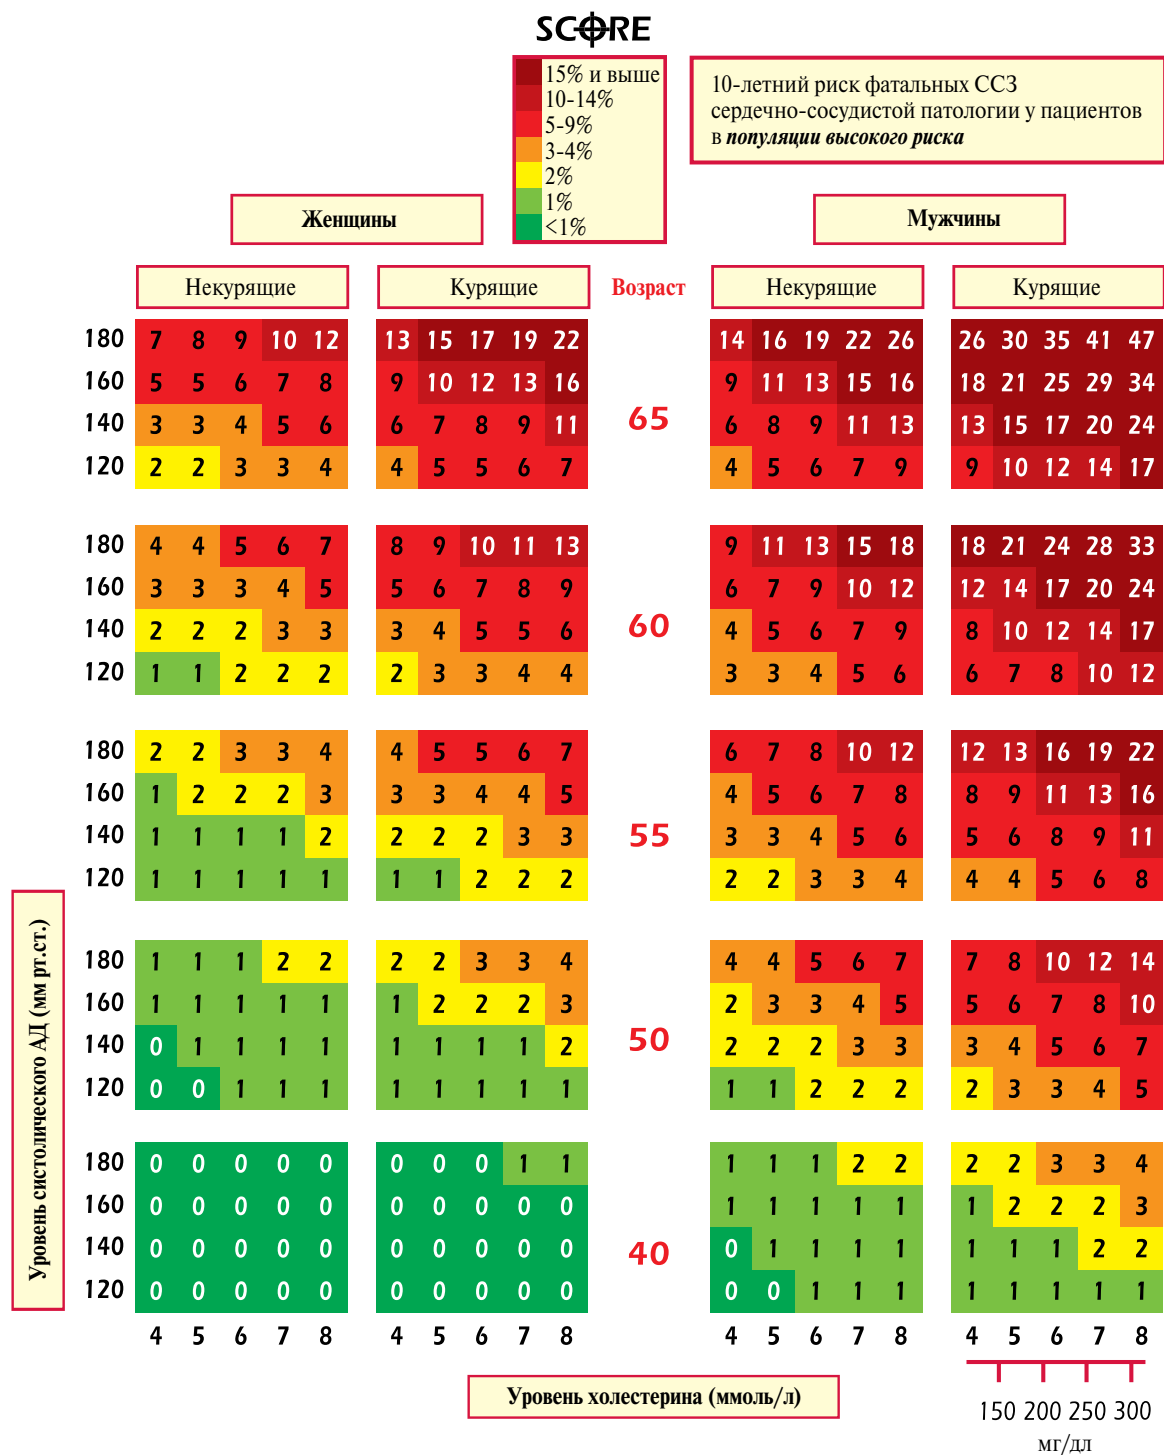 SCORE
15% и выше
10-14%
5-9%
3-4%
2%
1%
<1%
10-летний риск фатальных ССЗ
сердечно-сосудистой патологии у пациентов
в популяции высокого риска
Женщины
Мужчины
Некурящие
Курящие
Возраст
Некурящие
Курящие
180 7 8 9 10 12 13 15 17 19 22 14 16 19 22 26 26 30 35 41 47
160 5 5 6 7 8 9 10 12 13 16 9 11 13 15 16 18 21 25 29 34
65
140 3 3 4 5 6 6 7 8 9 11 6 8 9 11 13 13 15 17 20 24
120 2 2 3 3 4 4 5 5 6 7 4 5 6 7 9 9 10 12 14 17
180 4 4 5 6 7 8 9 10 11 13 9 11 13 15 18 18 21 24 28 33
160 3 3 3 4 5 5 6 7 8 9 6 7 9 10 12 12 14 17 20 24
60
140 2 2 2 3 3 3 4 5 5 6 4 5 6 7 9 8 10 12 14 17
120 1 1 2 2 2 2 3 3 4 4 3 3 4 5 6 6 7 8 10 12
180 2 2 3 3 4 4 5 5 6 7 6 7 8 10 12 12 13 16 19 22
160 1 2 2 2 3 3 3 4 4 5 4 5 6 7 8 8 9 11 13 16
55
140 1 1 1 1 2 2 2 2 3 3 3 3 4 5 6 5 6 8 9 11
120 1 1 1 1 1 1 1 2 2 2 2 2 3 3 4 4 4 5 6 8
180 1 1 1 2 2 2 2 3 3 4 4 4 5 6 7 7 8 10 12 14
160 1 1 1 1 1 1 2 2 2 3 2 3 3 4 5 5 6 7 8 10
50
140 0 1 1 1 1 1 1 1 1 2 2 2 2 3 3 3 4 5 6 7
120 0 0 1 1 1 1 1 1 1 1 1 1 2 2 2 2 3 3 4 5
180 0 0 0 0 0 0 0 0 1 1 1 1 1 2 2 2 2 3 3 4
160 0 0 0 0 0 0 0 0 0 0 1 1 1 1 1 1 2 2 2 3
40
140 0 0 0 0 0 0 0 0 0 0 0 1 1 1 1 1 1 1 2 2
120 0 0 0 0 0 0 0 0 0 0 0 0 1 1 1 1 1 1 1 1
4 5 6 7 8 4 5 6 7 8 4 5 6 7 8 4 5 6 7 8
Уровень систолического АД (мм рт.ст.)
Уровень холестерина (ммоль/л)
150 200 250 300
мг/дл